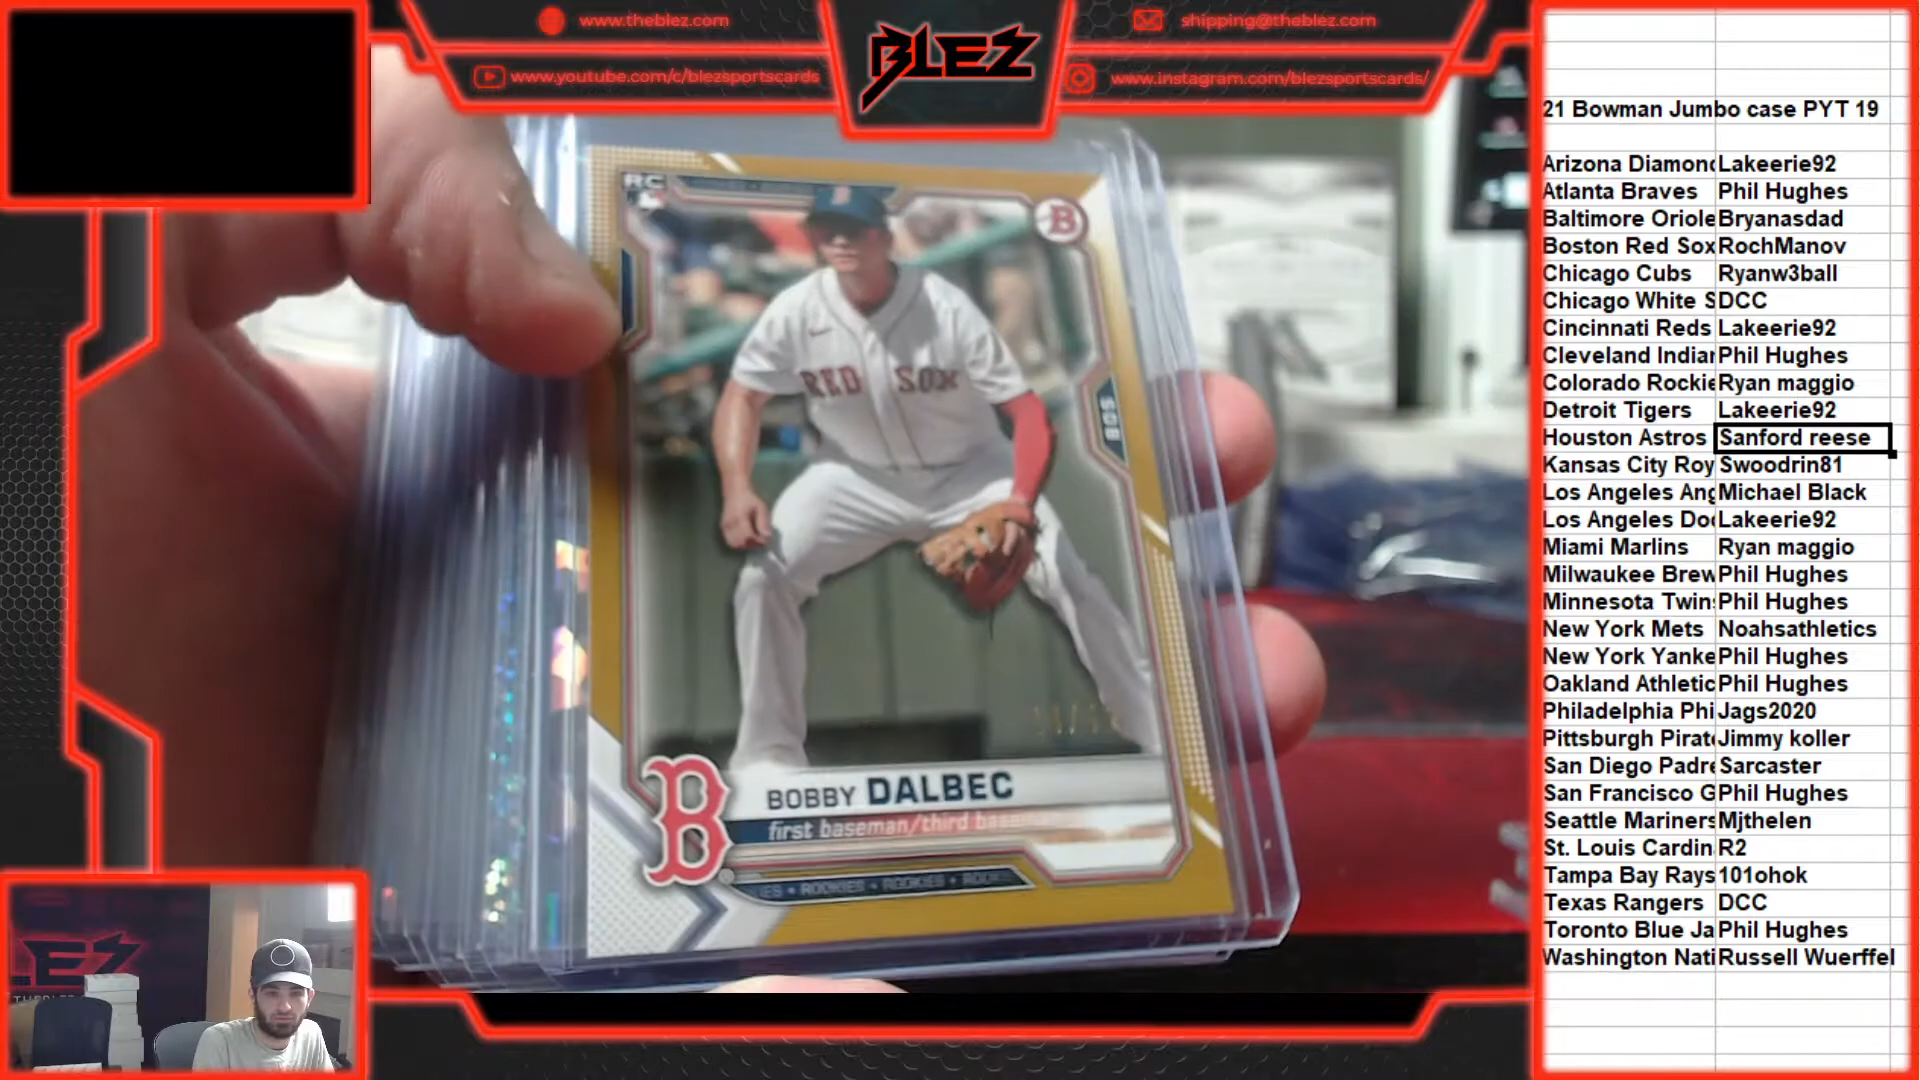 www.theblez.com
shipping@theblez.com
BLEZ
www.youtube.com/c/blezsportscards
www.instagram.com/blezsportscards/
RC
B
B
RED SOX
BOS
B
BOBBY DALBEC
first baseman/third
ROOKIES • ROOKIES
21 Bowman Jumbo case PYT 19
Arizona Diamond Lakeerie92
Atlanta Braves Phil Hughes
Baltimore Oriole Bryanasdad
Boston Red Sox RochManov
Chicago Cubs Ryanw3ball
Chicago White S DCC
Cincinnati Reds Lakeerie92
Cleveland Indian Phil Hughes
Colorado Rockie Ryan maggio
Detroit Tigers Lakeerie92
Houston Astros Sanford reese
Kansas City Roy Swoodrin81
Los Angeles Ang Michael Black
Los Angeles Dod Lakeerie92
Miami Marlins Ryan maggio
Milwaukee Brew Phil Hughes
Minnesota Twins Phil Hughes
New York Mets Noahsathletics
New York Yanke Phil Hughes
Oakland Athletic Phil Hughes
Philadelphia Phi Jags2020
Pittsburgh Pirate Jimmy koller
San Diego Padre Sarcaster
San Francisco G Phil Hughes
Seattle Mariners Mjthelen
St. Louis Cardin R2
Tampa Bay Rays 101ohok
Texas Rangers DCC
Toronto Blue Ja Phil Hughes
Washington Nati Russell Wuerffel
EZ